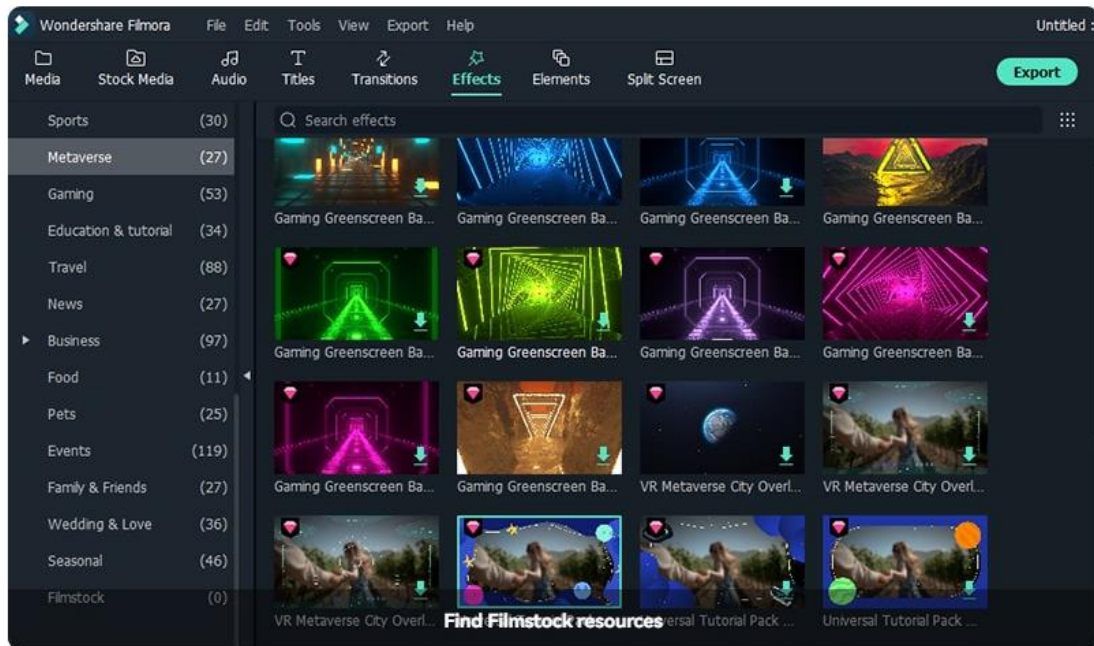 Wondershare Filmora File Edit Tools View Export Help Untitled :
Media Stock Media Audio Titles Transitions Effects Elements Split Screen Export
Sports (30)
Metaverse (27)
Gaming (53)
Education & tutorial (34)
Travel (88)
News (27)
Business (97)
Food (11)
Pets (25)
Events (119)
Family & Friends (27)
Wedding & Love (36)
Seasonal (46)
Filmstock (0)
Search effects
Gaming Greenscreen Ba... Gaming Greenscreen Ba... Gaming Greenscreen Ba... Gaming Greenscreen Ba...
Gaming Greenscreen Ba... Gaming Greenscreen Ba... Gaming Greenscreen Ba... Gaming Greenscreen Ba...
Gaming Greenscreen Ba... Gaming Greenscreen Ba... VR Metaverse City Overl... VR Metaverse City Overl...
VR Metaverse City Overl... Tutorial Pack ... Universal Tutorial Pack ...
Find Filmstock resources